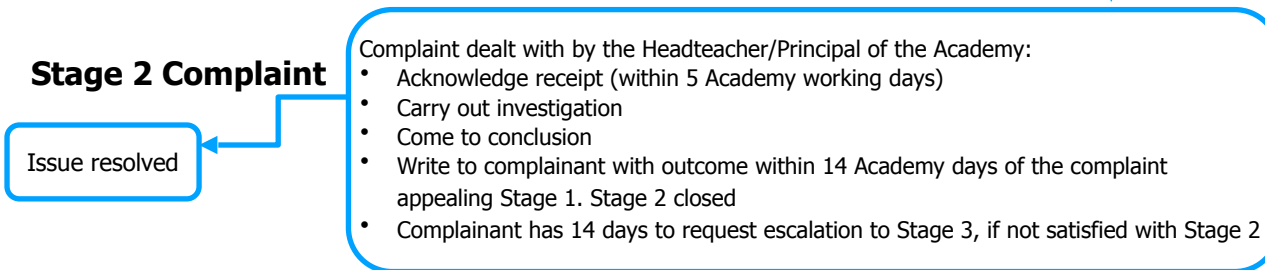 Complaint dealt with by the Headteacher/Principal of the Academy:
Stage 2 Complaint
• Acknowledge receipt (within 5 Academy working days)
• Carry out investigation
• Come to conclusion
Issue resolved
• Write to complainant with outcome within 14 Academy days of the complaint
appealing Stage 1. Stage 2 closed
• Complainant has 14 days to request escalation to Stage 3, if not satisfied with Stage 2